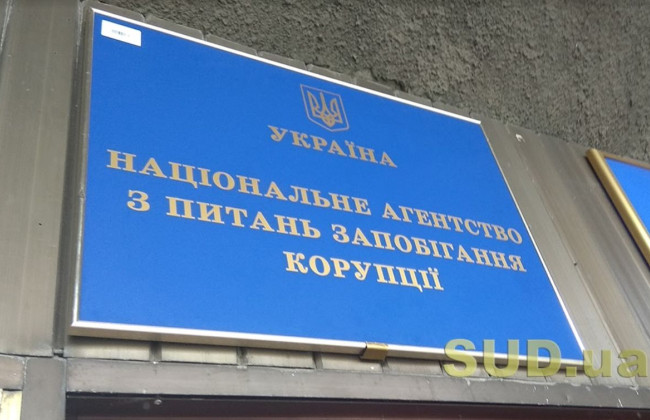 УКРАЇНА
НАЦІОНАЛЬНЕ АГЕНТСТВО
З ПИТАНЬ ЗАПОБІГАННЯ
КОРУПЦІЇ
SUD.ua